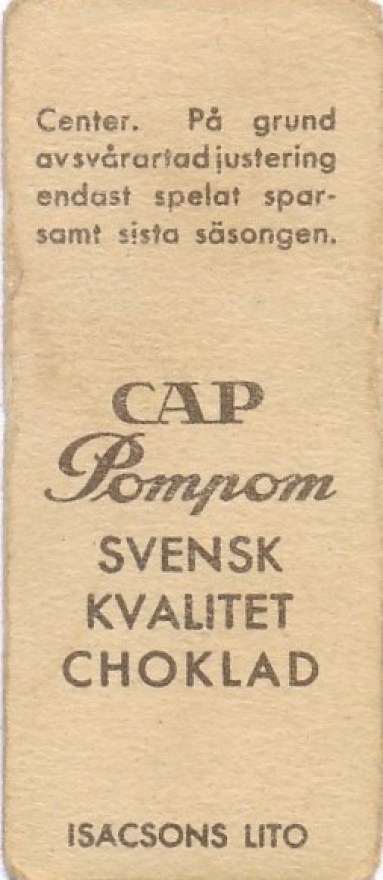 Center. På grund
av svårartad justering
endast spelat spar-
samt sista säsongen.
CAP
Pompom
SVENSK
KVALITET
CHOKLAD
ISACSONS LITO